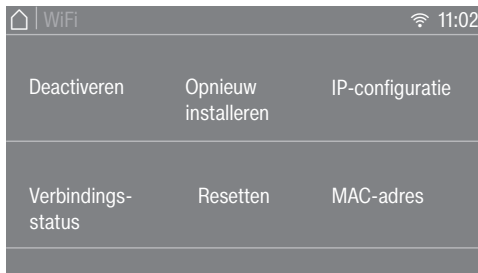 WiFi 11:02
Deactiveren Opnieuw installeren IP-configuratie
Verbindings-
status Resetten MAC-adres